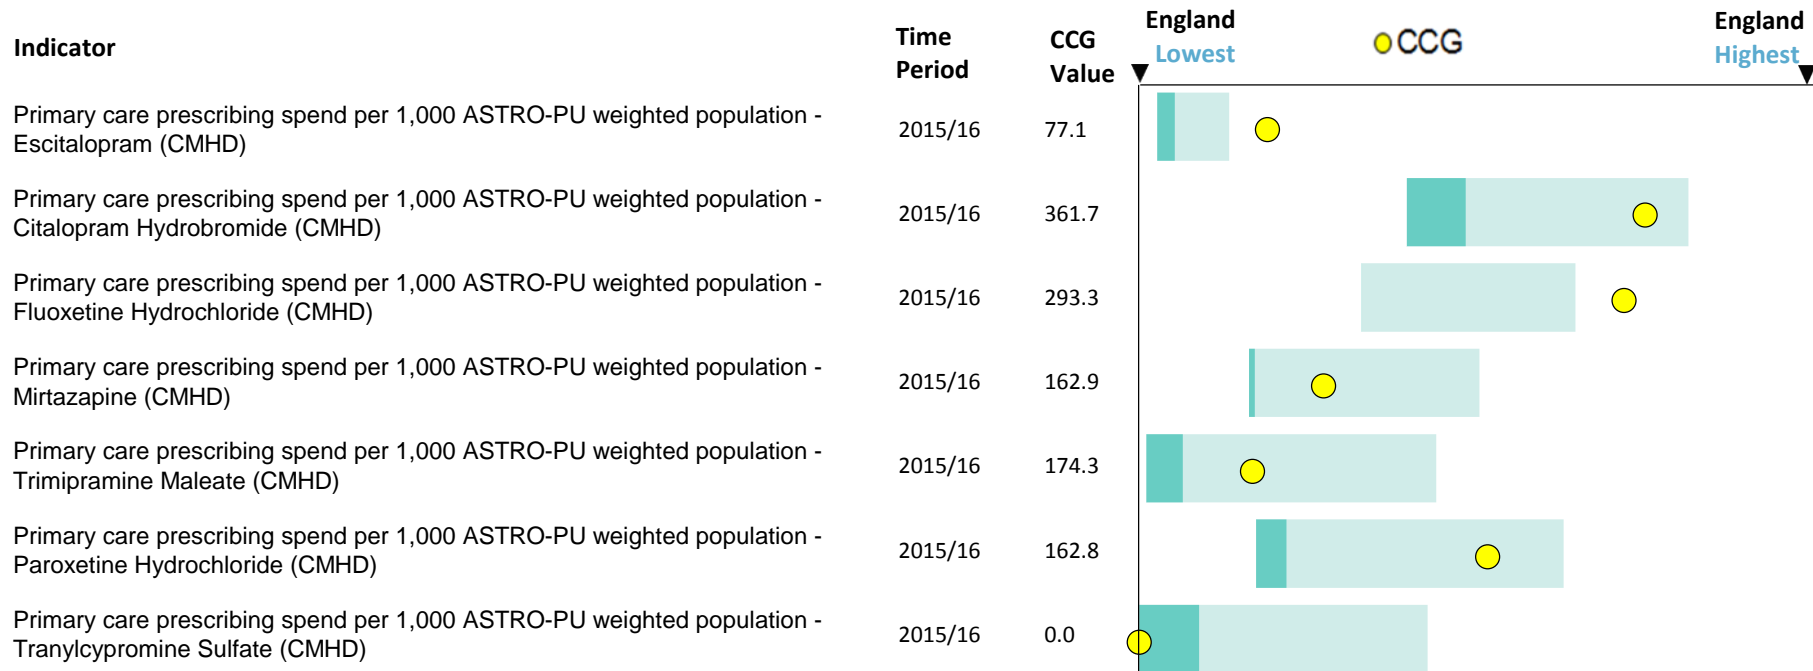 Indicator
Time Period
CCG Value
England Lowest
CCG
England Highest
Primary care prescribing spend per 1,000 ASTRO-PU weighted population -
Escitalopram (CMHD)
2015/16
77.1
Primary care prescribing spend per 1,000 ASTRO-PU weighted population -
Citalopram Hydrobromide (CMHD)
2015/16
361.7
Primary care prescribing spend per 1,000 ASTRO-PU weighted population -
Fluoxetine Hydrochloride (CMHD)
2015/16
293.3
Primary care prescribing spend per 1,000 ASTRO-PU weighted population -
Mirtazapine (CMHD)
2015/16
162.9
Primary care prescribing spend per 1,000 ASTRO-PU weighted population -
Trimipramine Maleate (CMHD)
2015/16
174.3
Primary care prescribing spend per 1,000 ASTRO-PU weighted population -
Paroxetine Hydrochloride (CMHD)
2015/16
162.8
Primary care prescribing spend per 1,000 ASTRO-PU weighted population -
Tranylcypromine Sulfate (CMHD)
2015/16
0.0